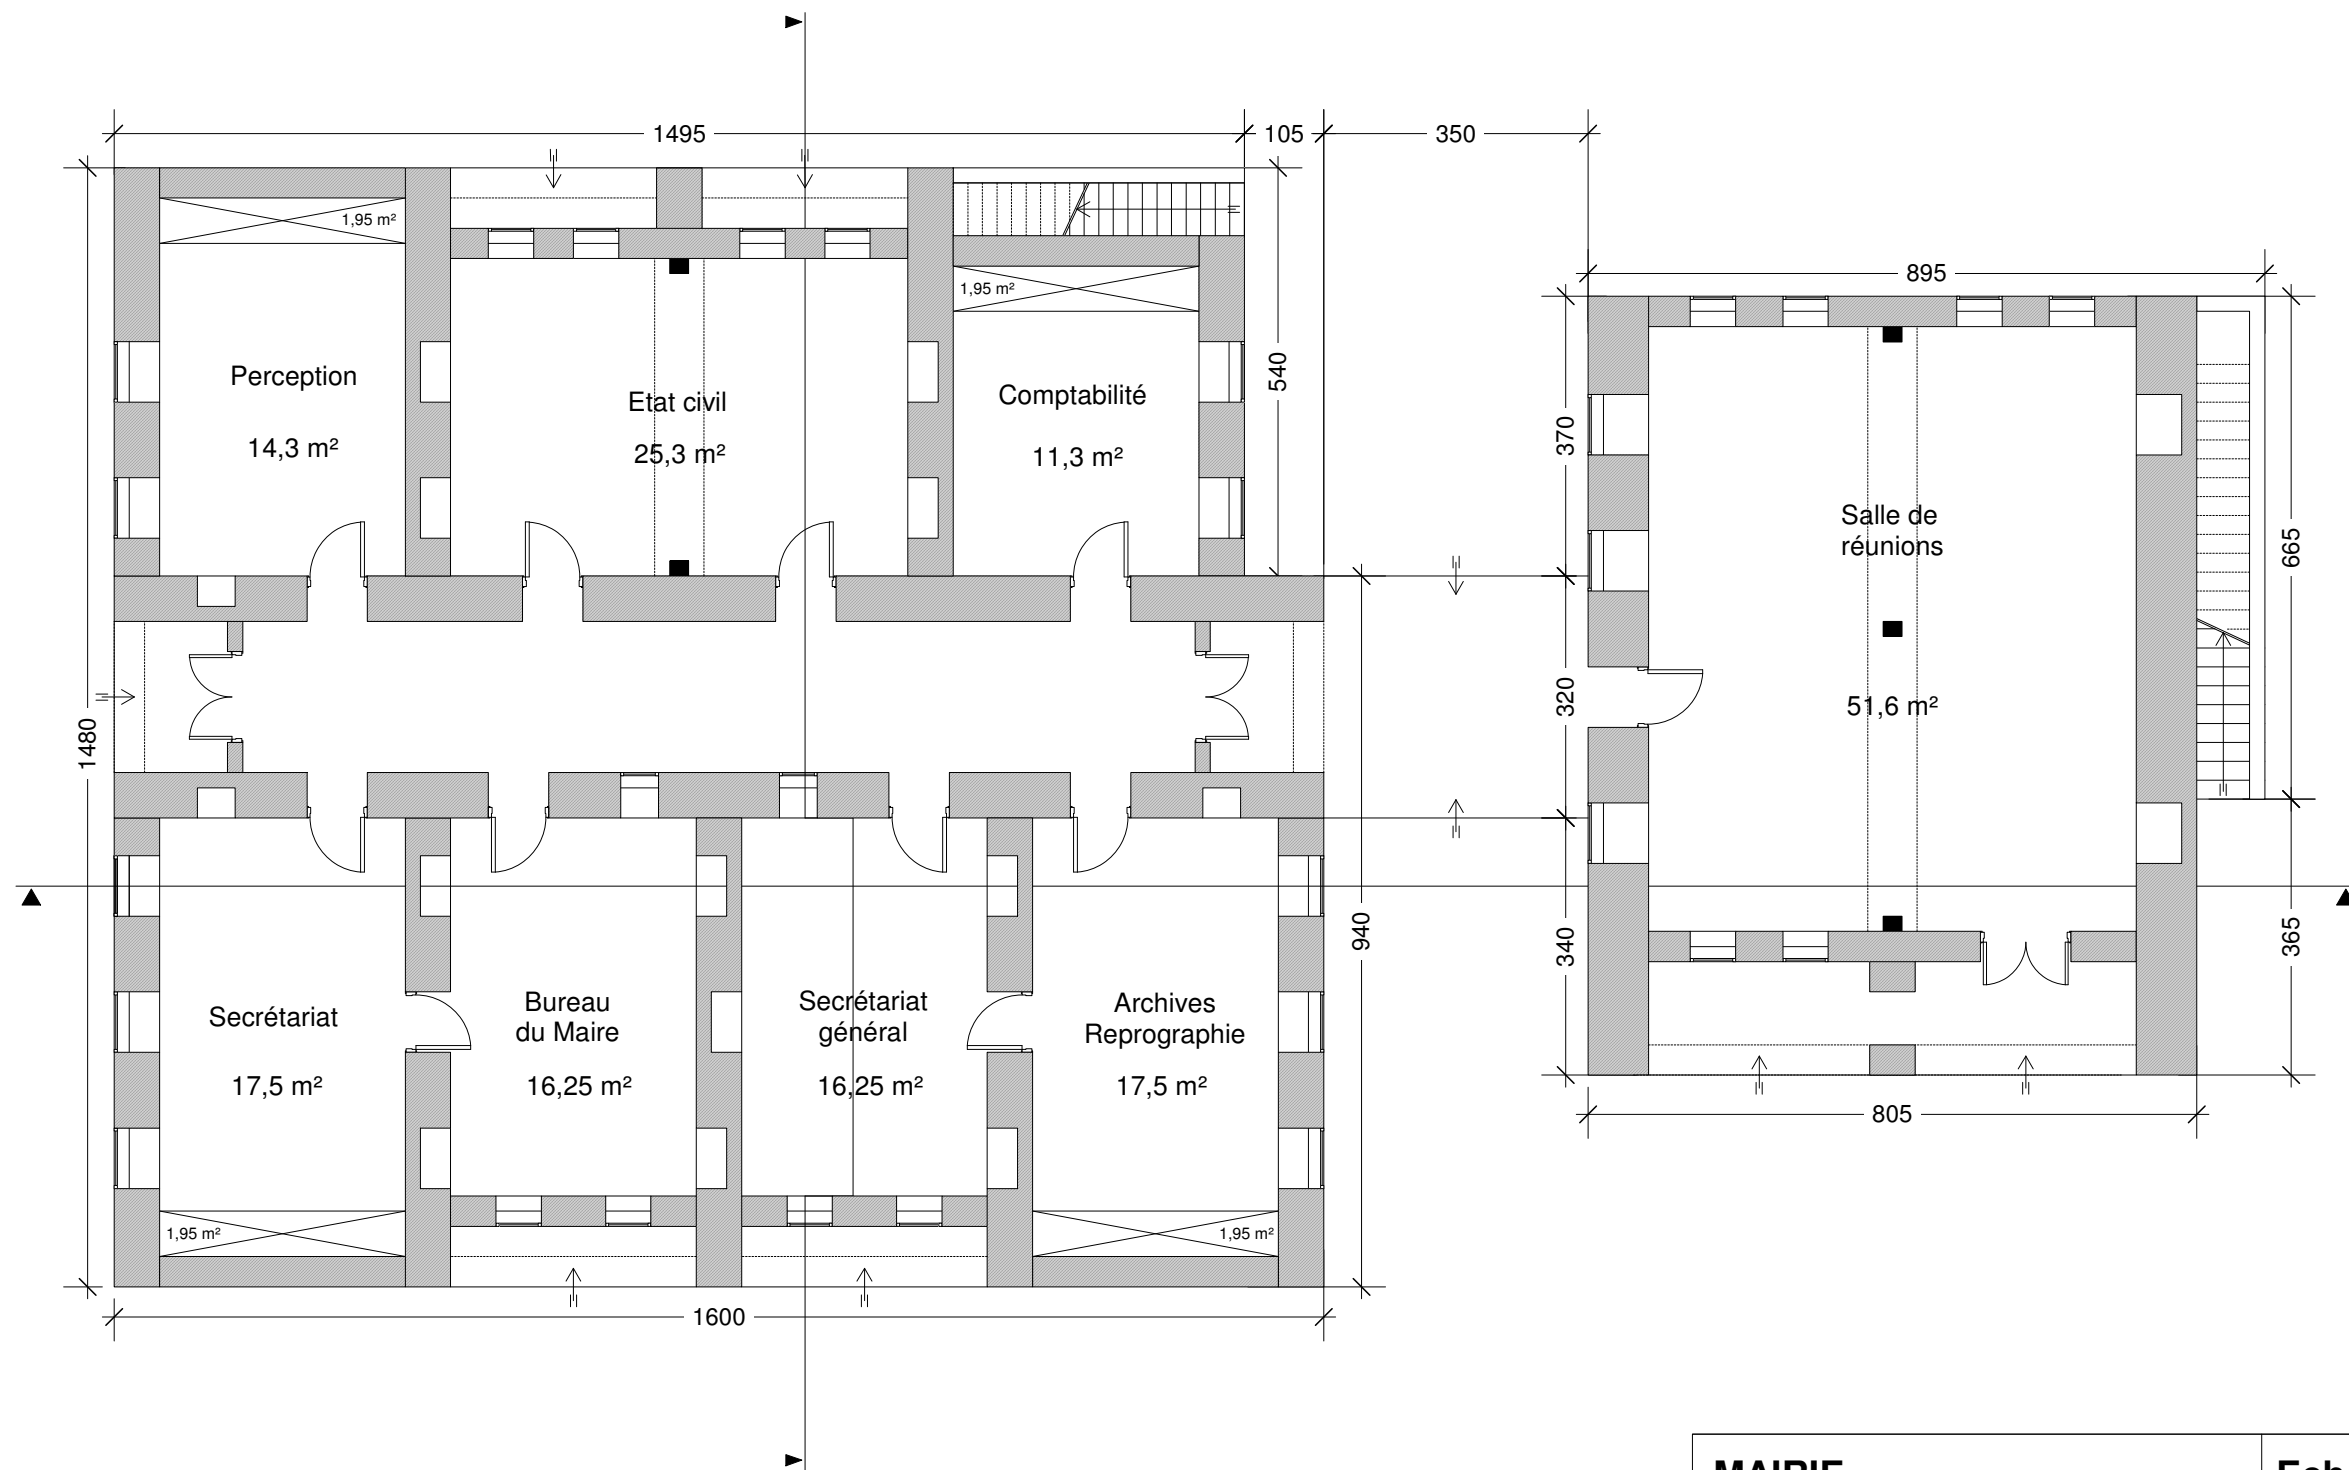 1495
105
350
1,95 m²
895
1,95 m²
Perception
14,3 m²
Etat civil
25,3 m²
Comptabilité
11,3 m²
540
370
Salle de
réunions
51,6 m²
665
1480
320
940
340
365
Secrétariat
17,5 m²
Bureau
du Maire
16,25 m²
Secrétariat
général
16,25 m²
Archives
Reprographie
17,5 m²
805
1,95 m²
1,95 m²
1600
MAIRIE
Ech